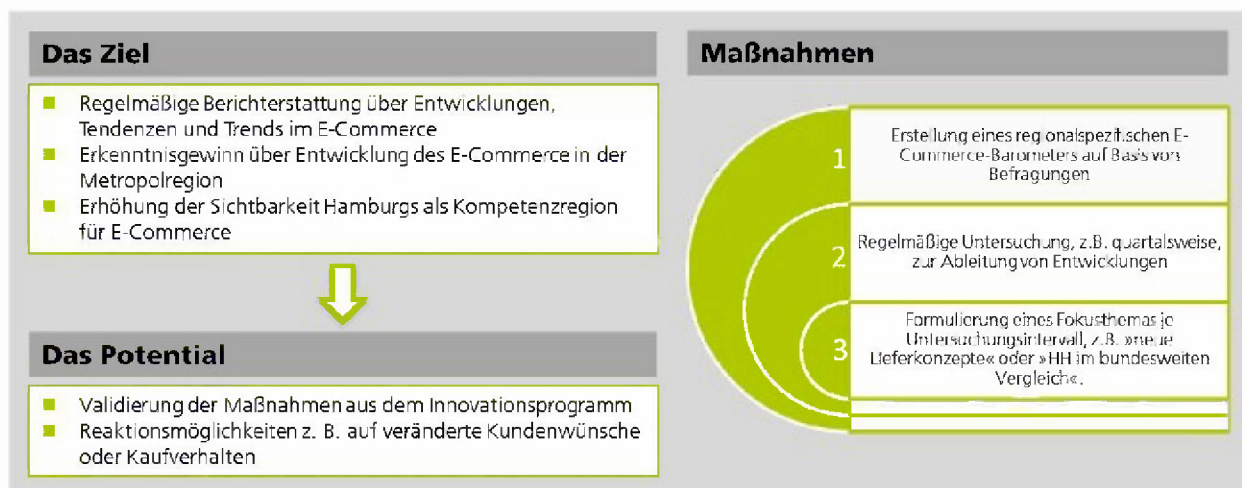 Das Ziel
Regelmäßige Berichterstattung über Entwicklungen,
Tendenzen und Trends im E-Commerce
Erkenntnisgewinn über Entwicklung des E-Commerce in der
Metropolregion
Erhöhung der Sichtbarkeit Hamburgs als Kompetenzregion
für E-Commerce
Das Potential
Validierung der Maßnahmen aus dem Innovationsprogramm
Reaktionsmöglichkeiten z. B. auf veränderte Kundenwünsche
oder Kaufverhalten
Maßnahmen
1
Erstellung eines regionalspezifischen E-
Commerce-Barometers auf Basis von
Befragungen
2
Regelmäßige Untersuchung, z.B. quartalsweise,
zur Ableitung von Entwicklungen
3
Formulierung eines Fokusthemas je
Untersuchungsintervall, z.B. »neue
Lieferkonzepte« oder »HH im bundesweiten
Vergleich«.